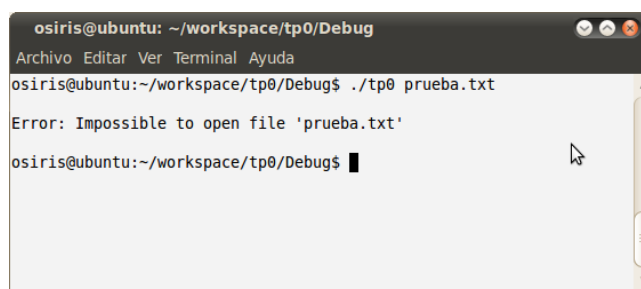 osiris@ubuntu: ~/workspace/tp0/Debug
Archivo Editar Ver Terminal Ayuda
osiris@ubuntu:~/workspace/tp0/Debug$ ./tp0 prueba.txt
Error: Impossible to open file 'prueba.txt'
osiris@ubuntu:~/workspace/tp0/Debug$